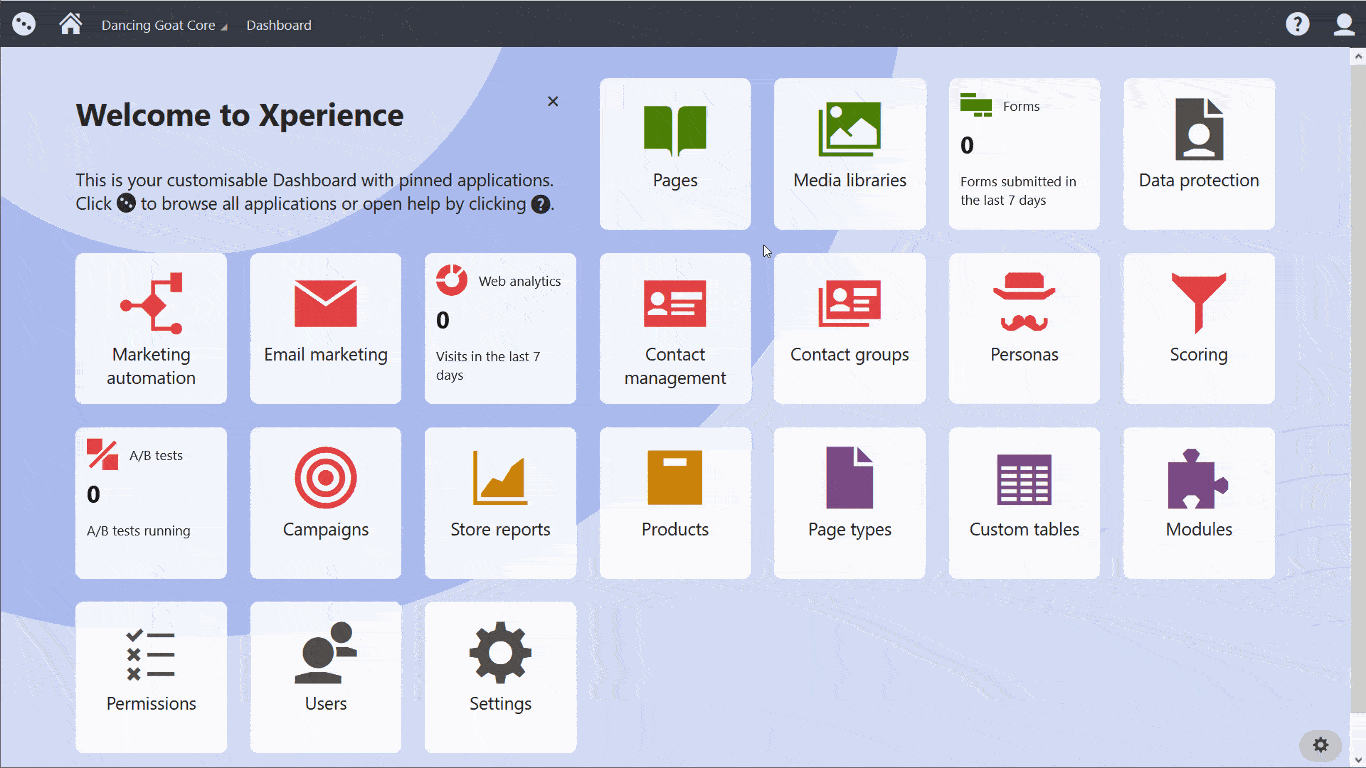 Dancing Goat Core
Dashboard
Welcome to Xperience
This is your customisable Dashboard with pinned applications.
Click to browse all applications or open help by clicking ?.
Pages
Media libraries
Forms
0
Forms submitted in
the last 7 days
Data protection
Marketing
automation
Email marketing
Web analytics
0
Visits in the last 7
days
Contact
management
Contact groups
Personas
Scoring
A/B tests
0
A/B tests running
Campaigns
Store reports
Products
Page types
Custom tables
Modules
Permissions
Users
Settings